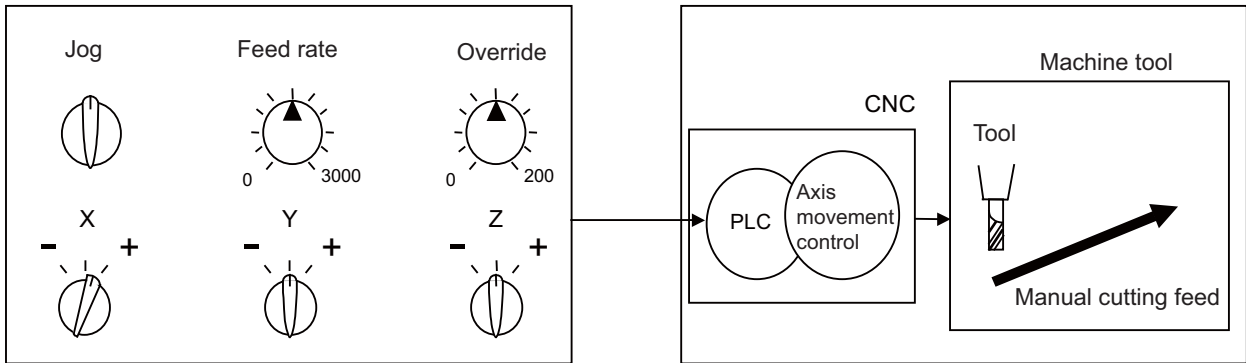 Jog
Feed rate
Override
0
3000
0
200
X
Y
Z
- +
- +
- +
CNC
PLC
Axis
movement
control
Machine tool
Tool
Manual cutting feed